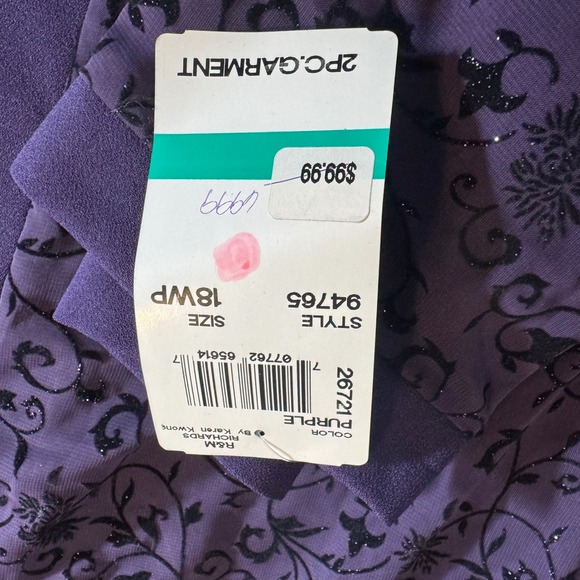 R&M
RICHARDS
By Karen Kwong
COLOR
PURPLE
26721
7 07762 65614 7
STYLE SIZE
94765 18WP
$99.99
6999
2PC.GARMENT